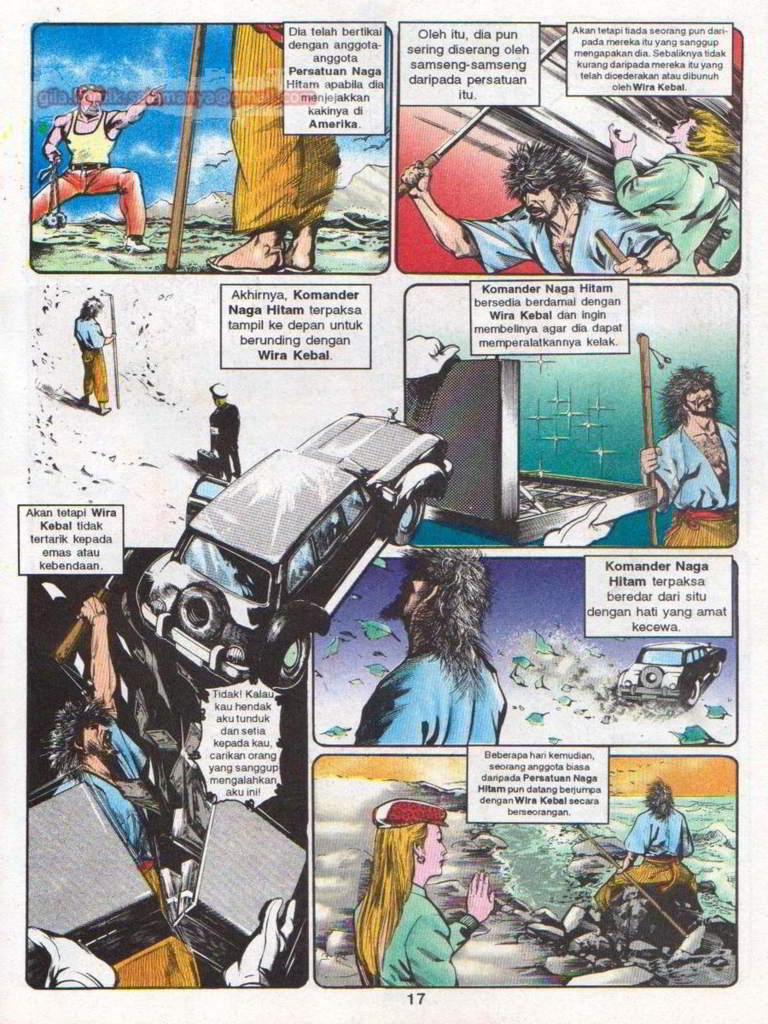 Dia telah bertikai
dengan anggota-
anggota
Persatuan Naga
Hitam apabila dia
menjejakkan
kakinya di
Amerika.
Oleh itu, dia pun
sering diserang oleh
samseng-samseng
daripada persatuan
itu.
Akan tetapi tiada seorang pun dari-
pada mereka itu yang sanggup
mengapakan dia. Sebaliknya tidak
kurang daripada mereka itu yang
telah dicederakan atau dibunuh
oleh Wira Kebal.
Akhirnya, Komander
Naga Hitam terpaksa
tampil ke depan untuk
berunding dengan
Wira Kebal.
Komander Naga Hitam
bersedia berdamai dengan
Wira Kebal dan ingin
membelinya agar dia dapat
memperalatkannya kelak.
Akan tetapi Wira
Kebal tidak
tertarik kepada
emas atau
kebendaan.
Tidak! Kalau
kau hendak
aku tunduk
dan setia
kepada kau,
carikan orang
yang sanggup
mengalahkan
aku ini!
Komander Naga
Hitam terpaksa
beredar dari situ
dengan hati yang amat
kecewa.
Beberapa hari kemudian,
seorang anggota biasa
daripada Persatuan Naga
Hitam pun datang berjumpa
dengan Wira Kebal secara
berseorangan.
17